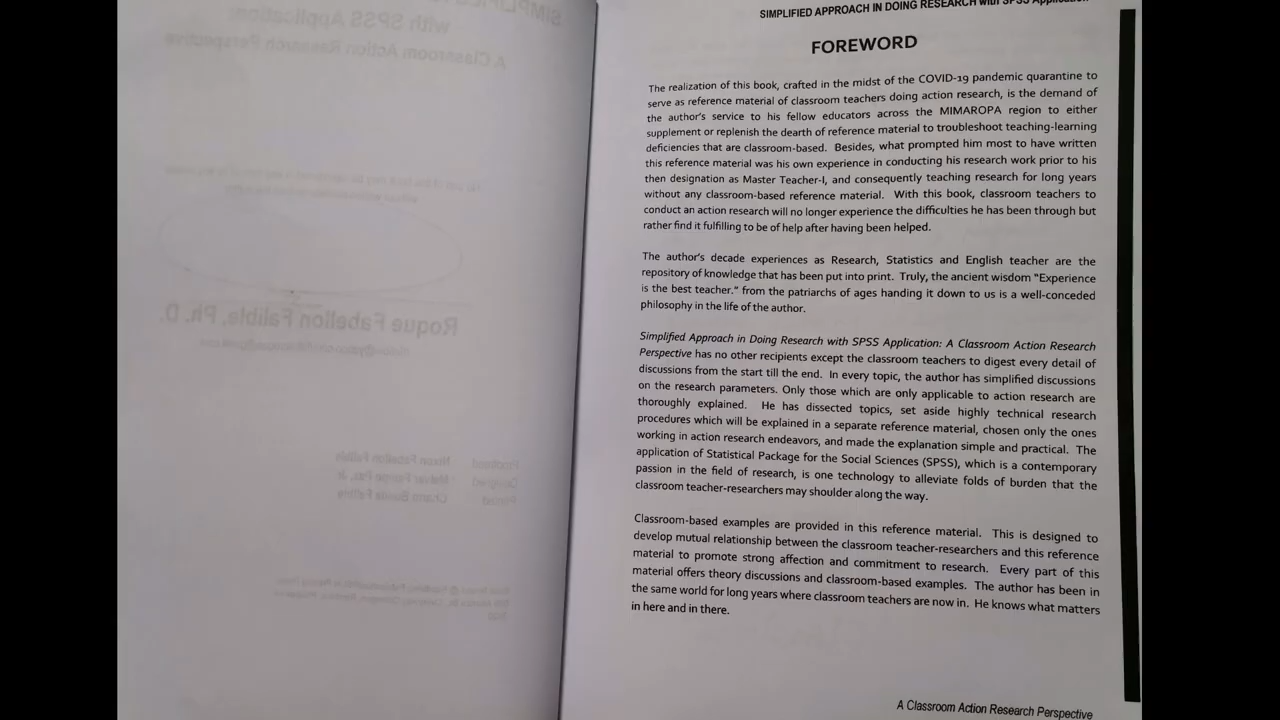 SIMPLIFIED APPROACH IN DOING RESEARCH with SPSS Application
FOREWORD
The realization of this book, crafted in the midst of the COVID-19 pandemic quarantine to
serve as reference material of classroom teachers doing action research, is the demand of
the author's service to his fellow educators across the MIMAROPA region to either
supplement or replenish the dearth of reference material to troubleshoot teaching-learning
deficiencies that are classroom-based. Besides, what prompted him most to have written
this reference material was his own experience in conducting his research work prior to his
then designation as Master Teacher-I, and consequently teaching research for long years
without any classroom-based reference material. With this book, classroom teachers to
conduct an action research will no longer experience the difficulties he has been through but
rather find it fulfilling to be of help after having been helped.
The author's decade experiences as Research, Statistics and English teacher are the
repository of knowledge that has been put into print. Truly, the ancient wisdom "Experience
is the best teacher." from the patriarchs of ages handing it down to us is a well-conceded
philosophy in the life of the author.
Simplified Approach in Doing Research with SPSS Application: A Classroom Action Research
Perspective has no other recipients except the classroom teachers to digest every detail of
discussions from the start till the end. In every topic, the author has simplified discussions
on the research parameters. Only those which are only applicable to action research are
thoroughly explained. He has dissected topics, set aside highly technical research
procedures which will be explained in a separate reference material, chosen only the ones
working in action research endeavors, and made the explanation simple and practical. The
application of Statistical Package for the Social Sciences (SPSS), which is a contemporary
passion in the field of research, is one technology to alleviate folds of burden that the
classroom teacher-researchers may shoulder along the way.
Classroom-based examples are provided in this reference material. This is designed to
develop mutual relationship between the classroom teacher-researchers and this reference
material to promote strong affection and commitment to research. Every part of this
material offers theory discussions and classroom-based examples. The author has been in
the same world for long years where classroom teachers are now in. He knows what matters
in here and in there.
A Classroom Action Research Perspective